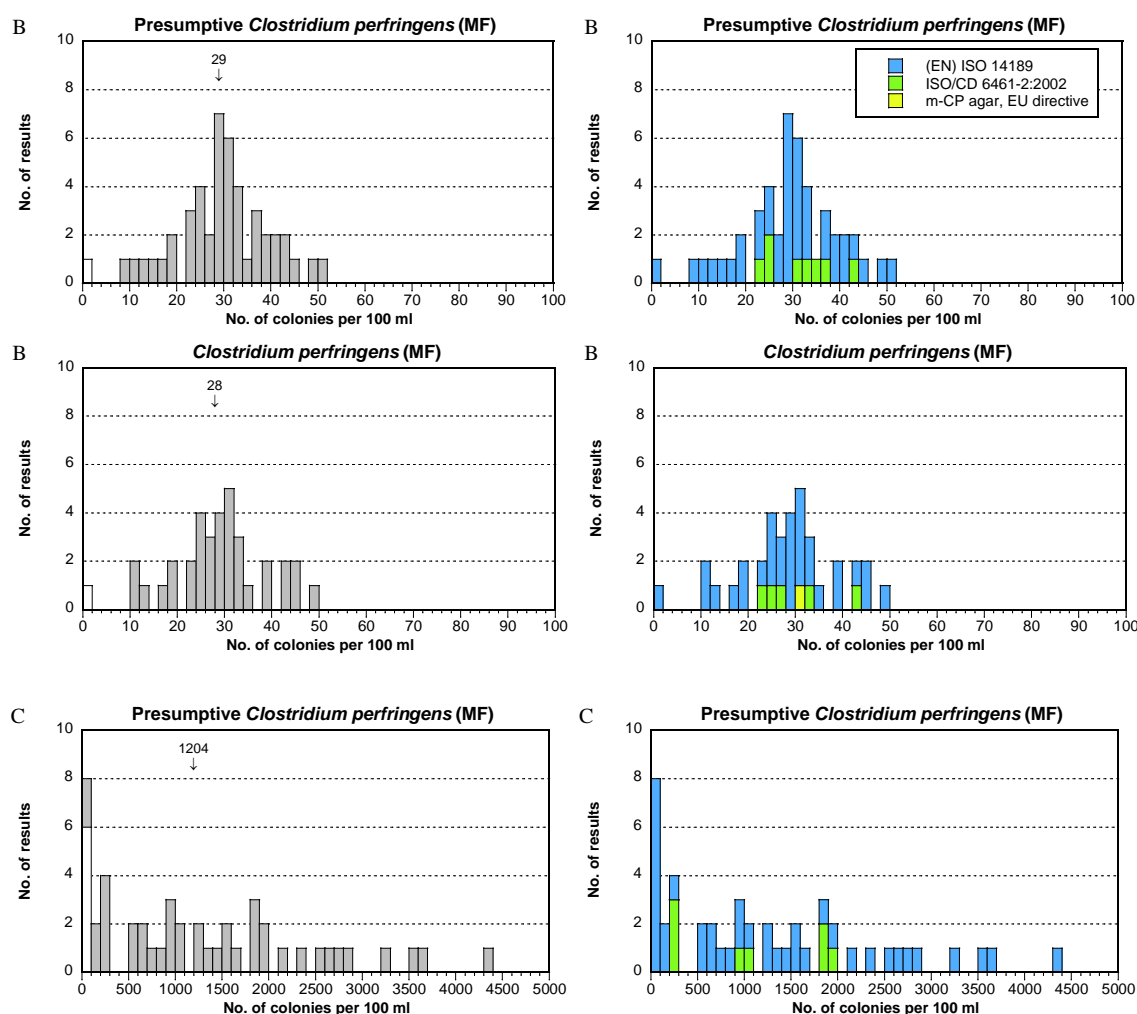 B
Presumptive Clostridium perfringens (MF)
29
↓
10
8
6
4
2
0
No. of results
0 10 20 30 40 50 60 70 80 90 100
No. of colonies per 100 ml
B
Presumptive Clostridium perfringens (MF)
(EN) ISO 14189
ISO/CD 6461-2:2002
m-CP agar, EU directive
10
8
6
4
2
0
No. of results
0 10 20 30 40 50 60 70 80 90 100
No. of colonies per 100 ml
B
Clostridium perfringens (MF)
28
↓
10
8
6
4
2
0
No. of results
0 10 20 30 40 50 60 70 80 90 100
No. of colonies per 100 ml
B
Clostridium perfringens (MF)
10
8
6
4
2
0
No. of results
0 10 20 30 40 50 60 70 80 90 100
No. of colonies per 100 ml
C
Presumptive Clostridium perfringens (MF)
1204
↓
10
8
6
4
2
0
No. of results
0 500 1000 1500 2000 2500 3000 3500 4000 4500 5000
No. of colonies per 100 ml
C
Presumptive Clostridium perfringens (MF)
10
8
6
4
2
0
No. of results
0 500 1000 1500 2000 2500 3000 3500 4000 4500 5000
No. of colonies per 100 ml